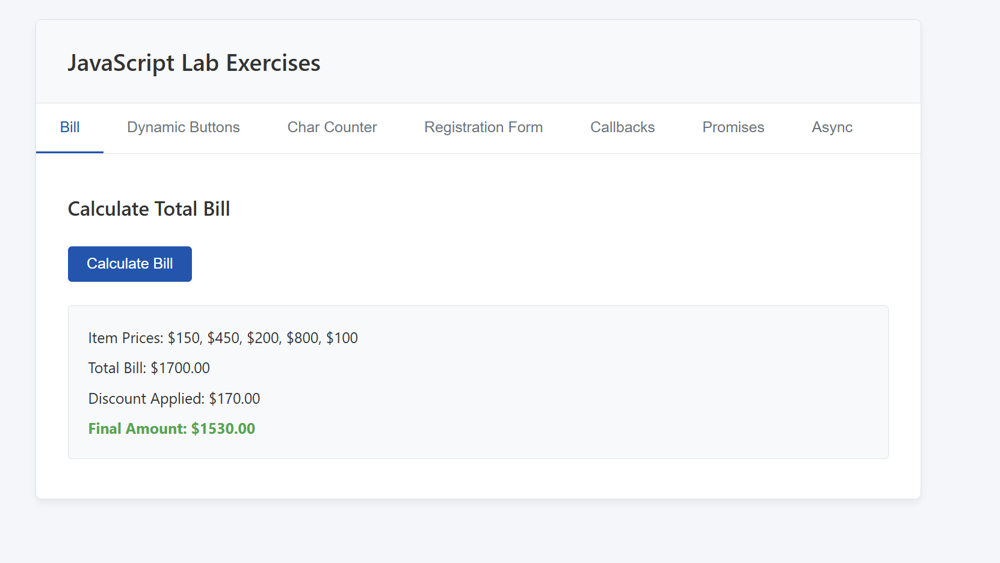 JavaScript Lab Exercises
Bill Dynamic Buttons Char Counter Registration Form Callbacks Promises Async
Calculate Total Bill
Calculate Bill
Item Prices: $150, $450, $200, $800, $100
Total Bill: $1700.00
Discount Applied: $170.00
Final Amount: $1530.00